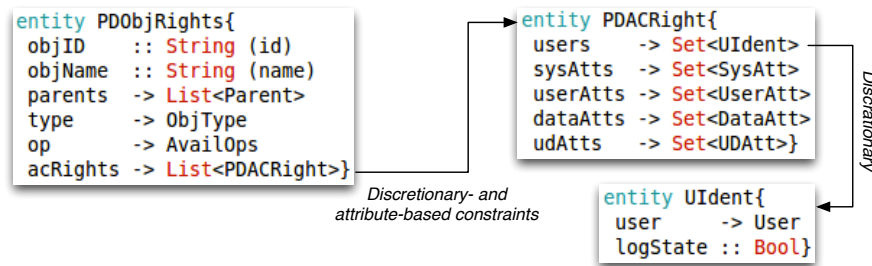 entity PDObjRights{
objID :: String (id)
objName :: String (name)
parents -> List<Parent>
type -> ObjType
op -> AvailOps
acRights -> List<PDACRight>}
Discretionary- and
attribute-based constraints
entity PDACRight{
users -> Set<UIdent>
sysAtts -> Set<SysAtt>
userAtts -> Set<UserAtt>
dataAtts -> Set<DataAtt>
udAtts -> Set<UDAtt>}
Discrationary
entity UIdent{
user -> User
logState :: Bool}